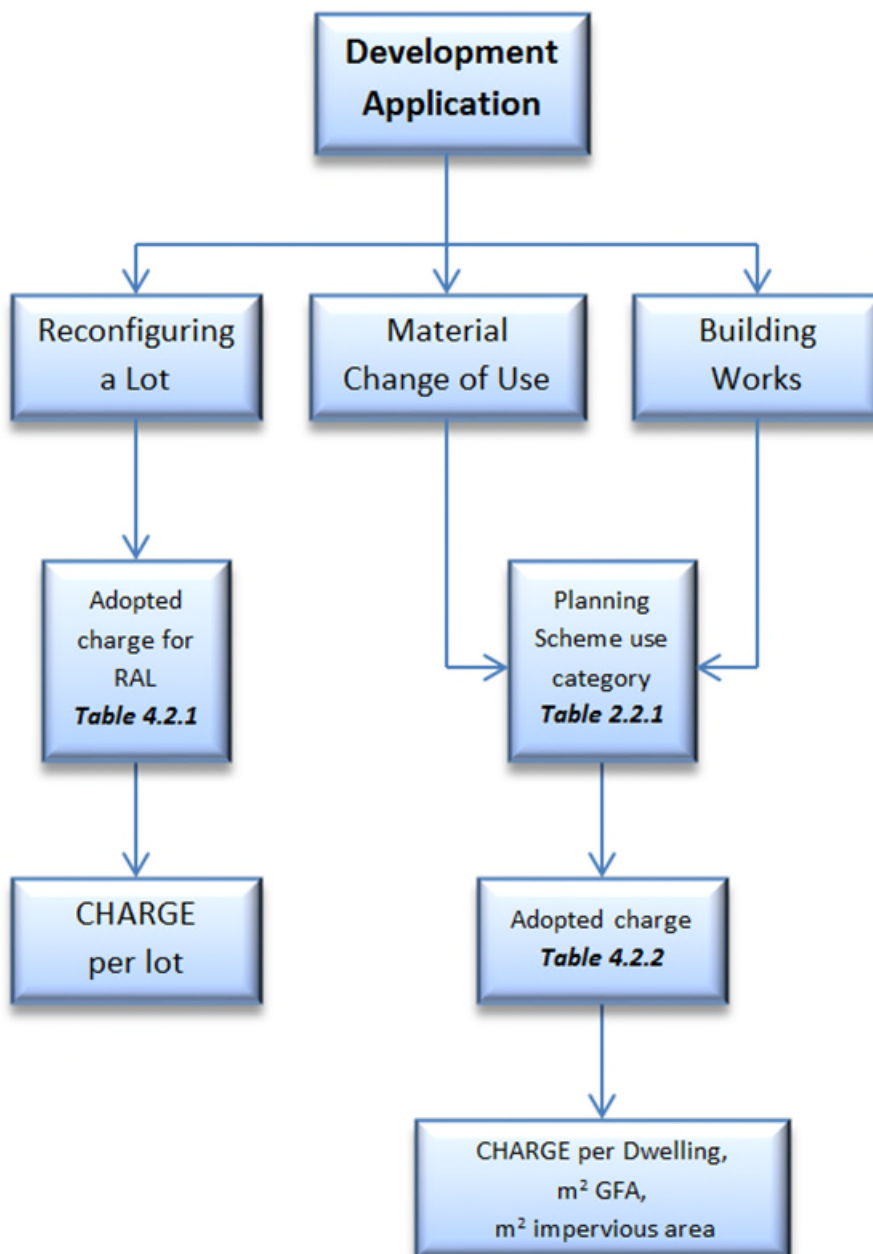 Development
Application
Reconfiguring
a Lot
Material
Change of Use
Building
Works
Adopted
charge for
RAL
Table 4.2.1
Planning
Scheme use
category
Table 2.2.1
CHARGE
per lot
Adopted charge
Table 4.2.2
CHARGE per Dwelling,
m² GFA,
m² impervious area